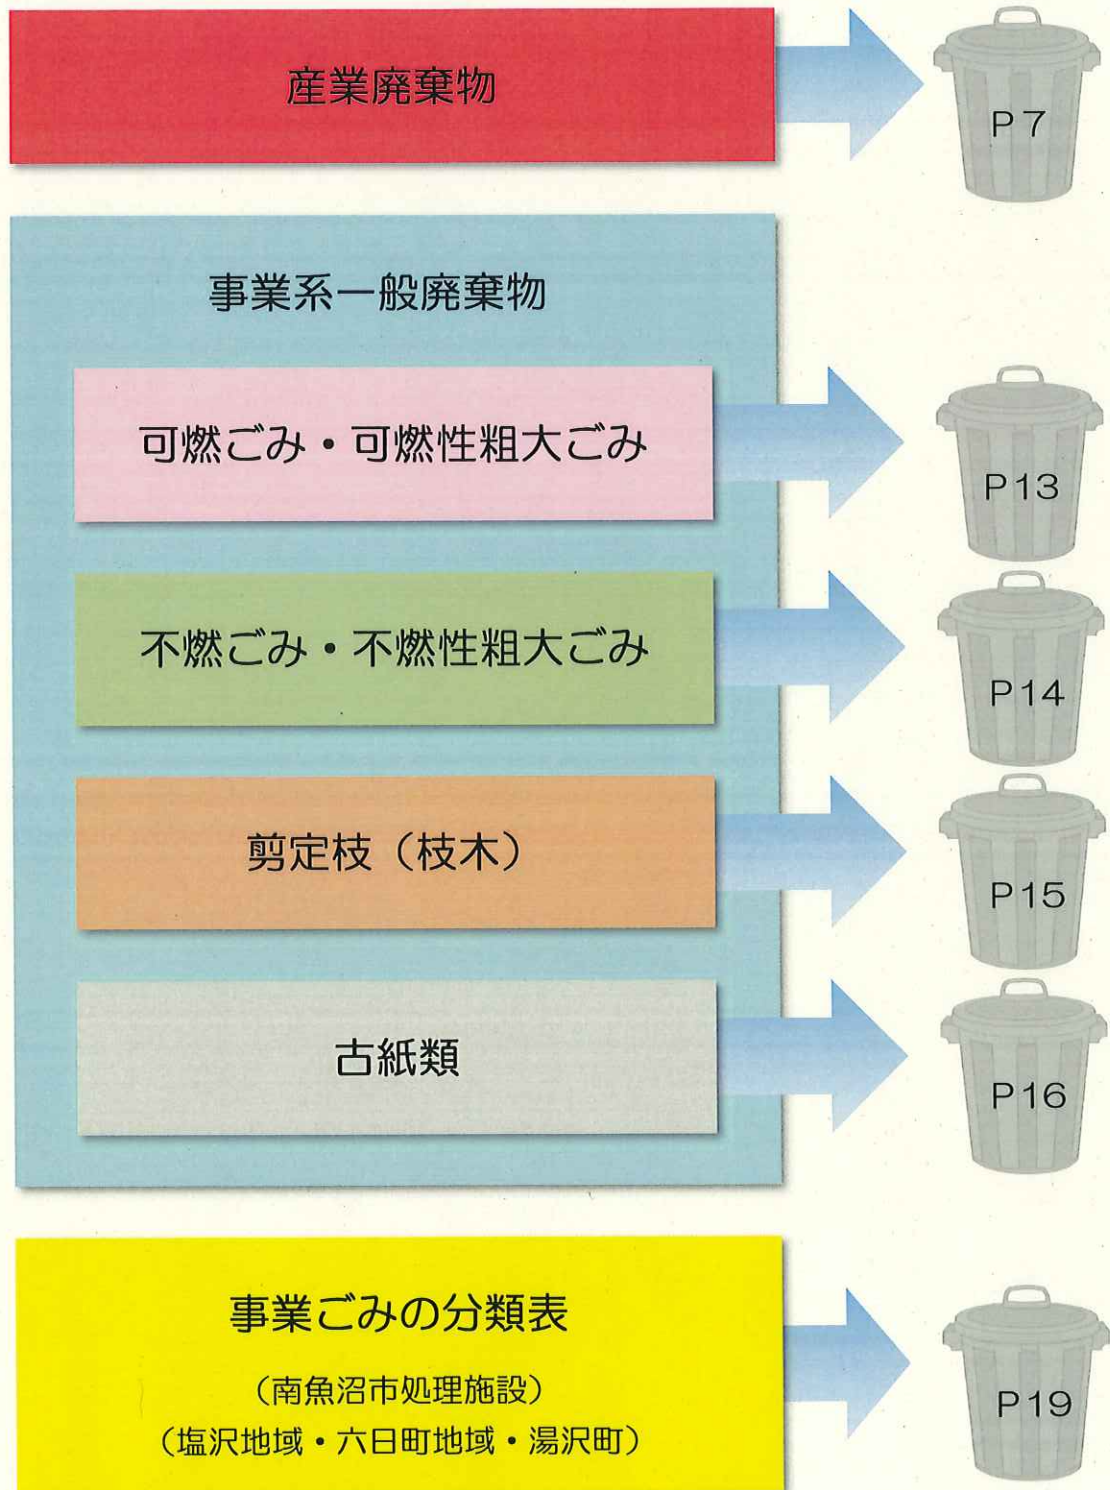 産業廃棄物
P7
事業系一般廃棄物
可燃ごみ・可燃性粗大ごみ
P13
不燃ごみ・不燃性粗大ごみ
P14
剪定枝（枝木）
P15
古紙類
P16
事業ごみの分類表
（南魚沼市処理施設）
（塩沢地域・六日町地域・湯沢町）
P19